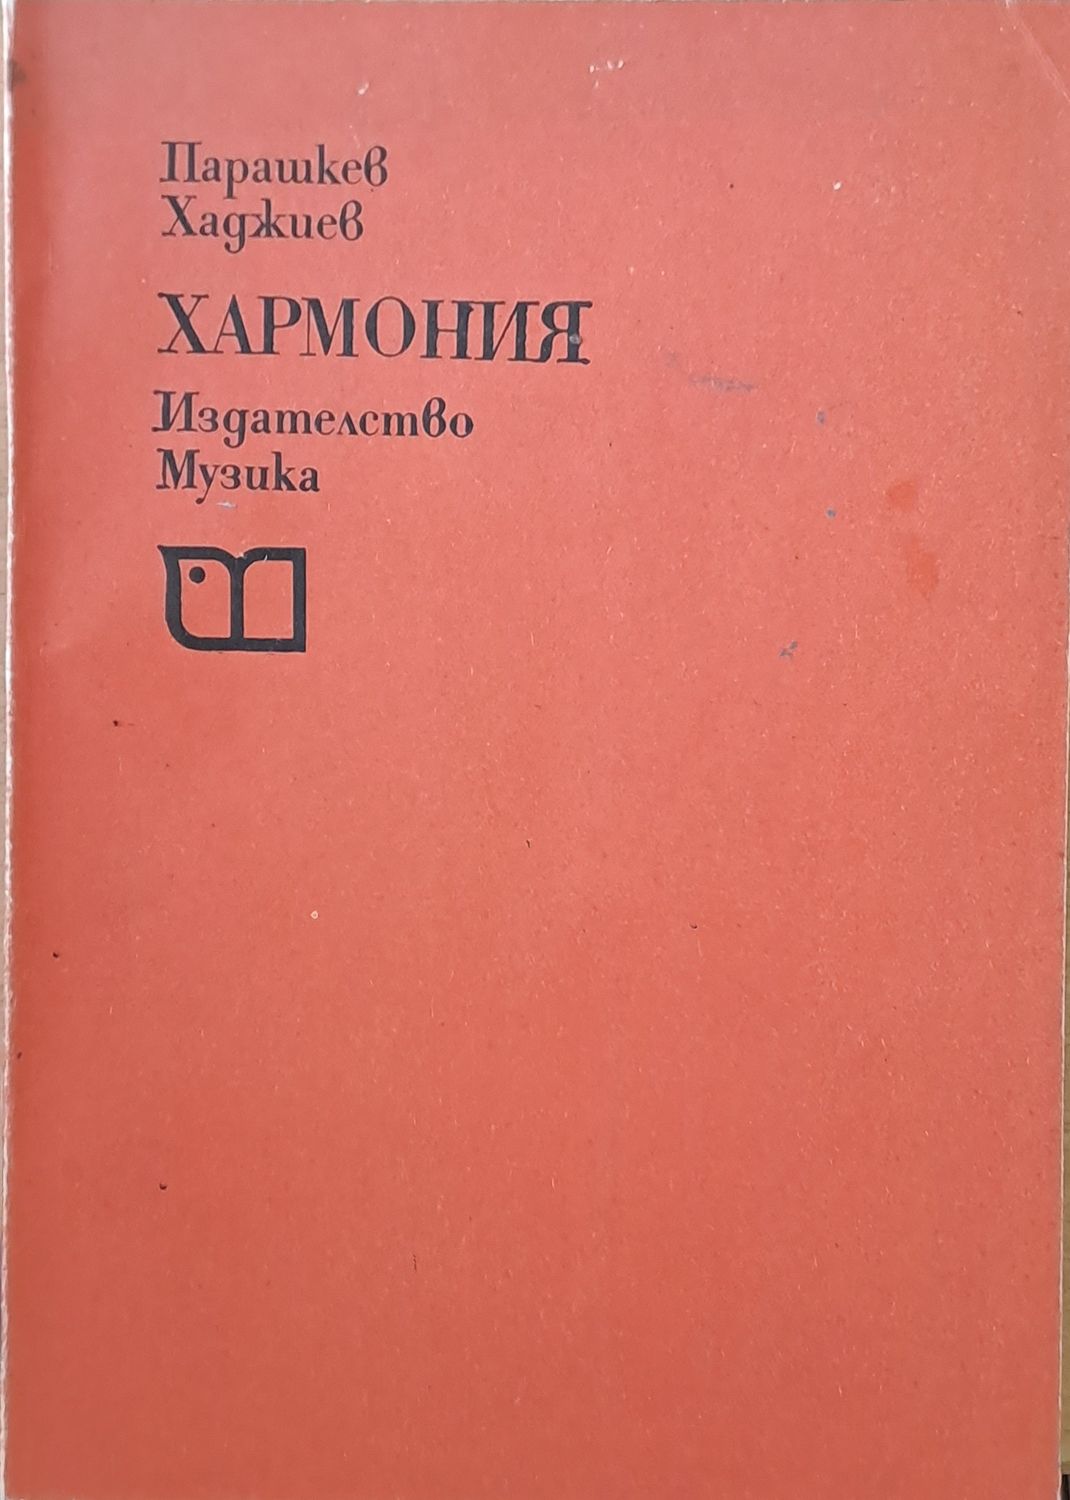 Парашкев
Хаджиев
ХАРМОНИЯ
Издателство
Музика